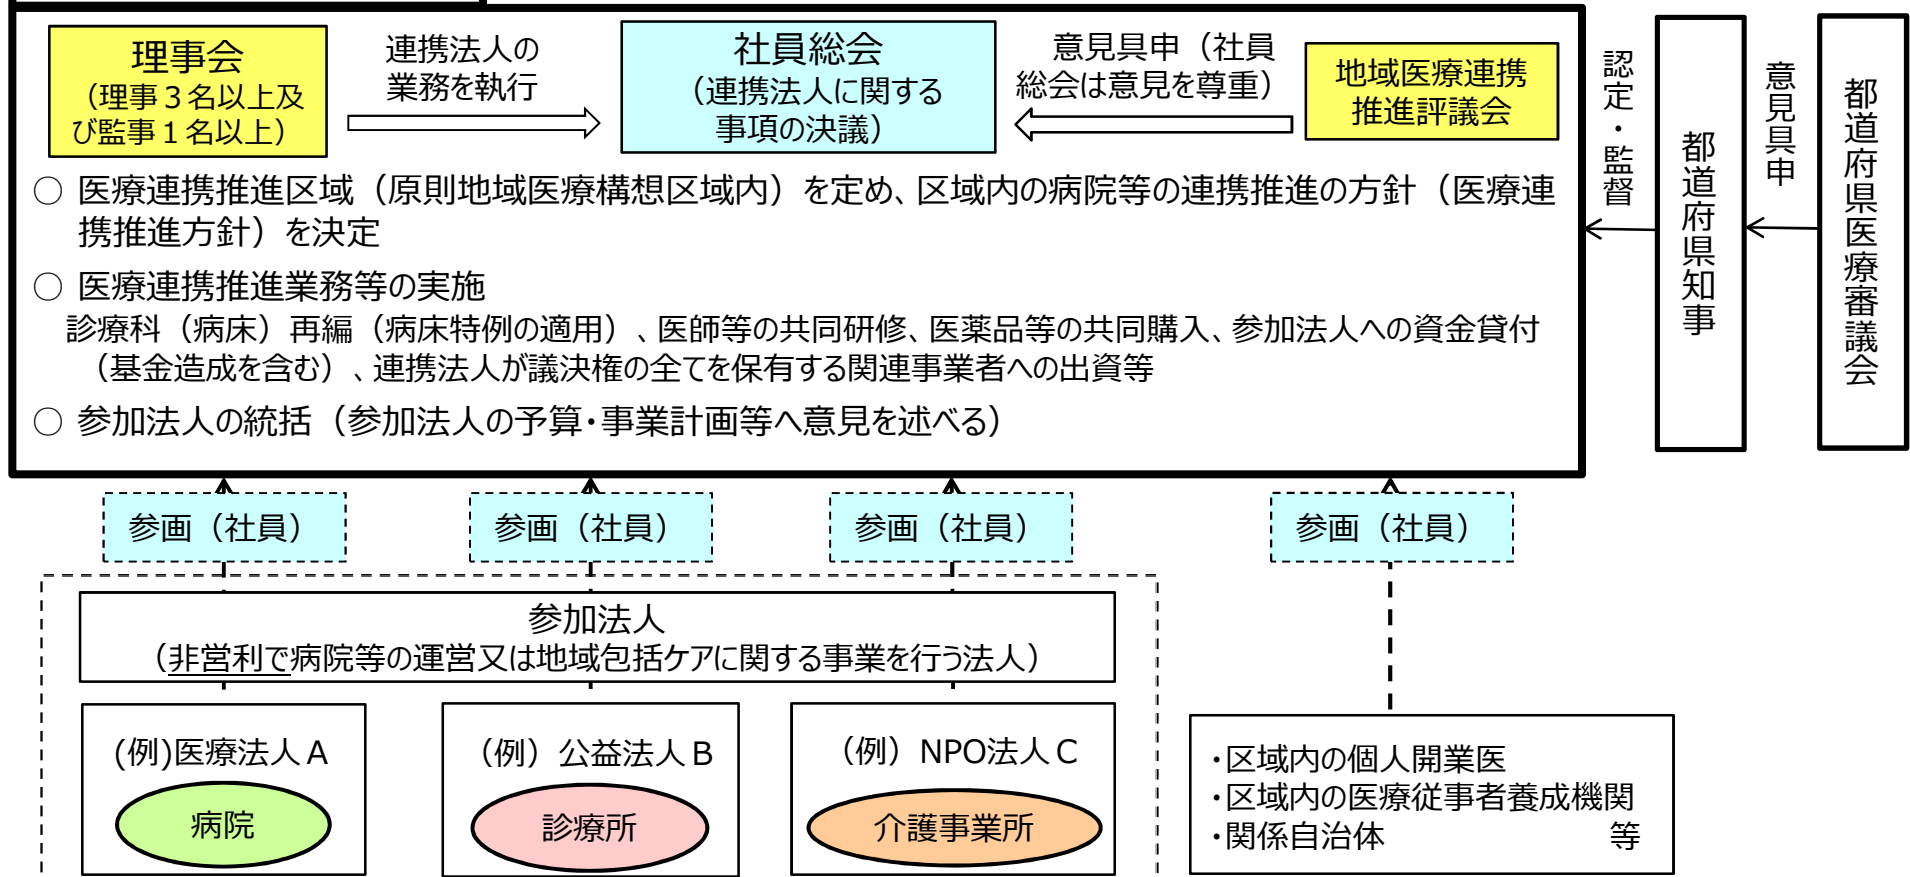 理事会
（理事３名以上及
び監事１名以上）
連携法人の
業務を執行
社員総会
（連携法人に関する
事項の決議）
意見具申（社員
総会は意見を尊重）
地域医療連携
推進評議会
認定・監督
都道府県知事
意見具申
都道府県医療審議会
○ 医療連携推進区域（原則地域医療構想区域内）を定め、区域内の病院等の連携推進の方針（医療連
携推進方針）を決定
○ 医療連携推進業務等の実施
診療科（病床）再編（病床特例の適用）、医師等の共同研修、医薬品等の共同購入、参加法人への資金貸付
（基金造成を含む）、連携法人が議決権の全てを保有する関連事業者への出資等
○ 参加法人の統括（参加法人の予算・事業計画等へ意見を述べる）
参画（社員）
参画（社員）
参画（社員）
参画（社員）
参加法人
（非営利で病院等の運営又は地域包括ケアに関する事業を行う法人）
(例)医療法人Ａ
病院
（例）公益法人Ｂ
診療所
（例）NPO法人Ｃ
介護事業所
・区域内の個人開業医
・区域内の医療従事者養成機関
・関係自治体 等